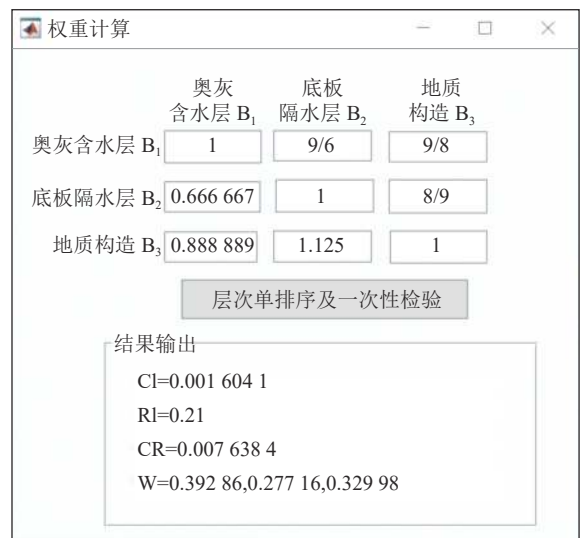 权重计算
奥灰 底板 地质
含水层 B₁ 隔水层 B₂ 构造 B₃
奥灰含水层 B₁ 1 9/6 9/8
底板隔水层 B₂ 0.666 667 1 8/9
地质构造 B₃ 0.888 889 1.125 1
层次单排序及一次性检验
结果输出
Cl=0.001 604 1
Rl=0.21
CR=0.007 638 4
W=0.392 86,0.277 16,0.329 98